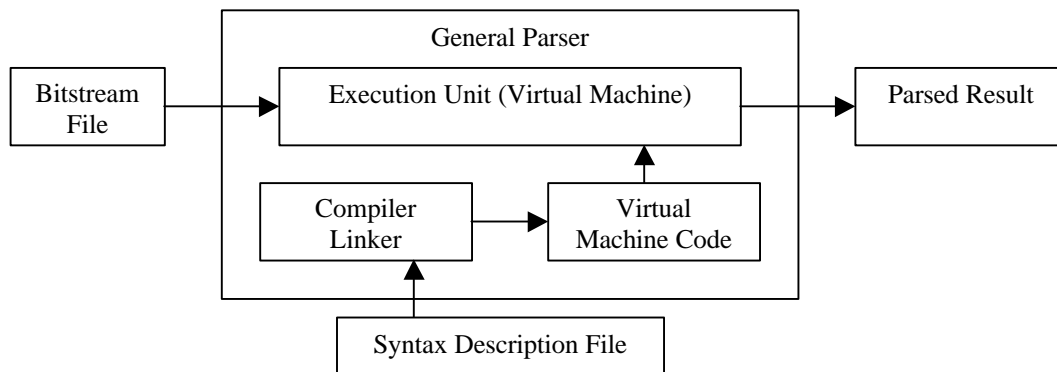 General Parser
Bitstream
File
Execution Unit (Virtual Machine)
Parsed Result
Compiler
Linker
Virtual
Machine Code
Syntax Description File